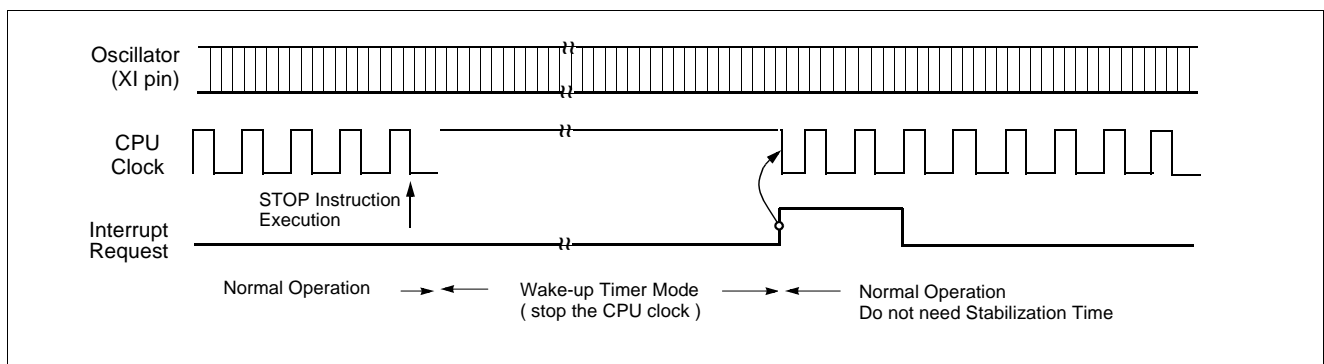 Oscillator
(XI pin)
CPU
Clock
STOP Instruction
Execution
Interrupt
Request
Normal Operation
Wake-up Timer Mode
( stop the CPU clock )
Normal Operation
Do not need Stabilization Time